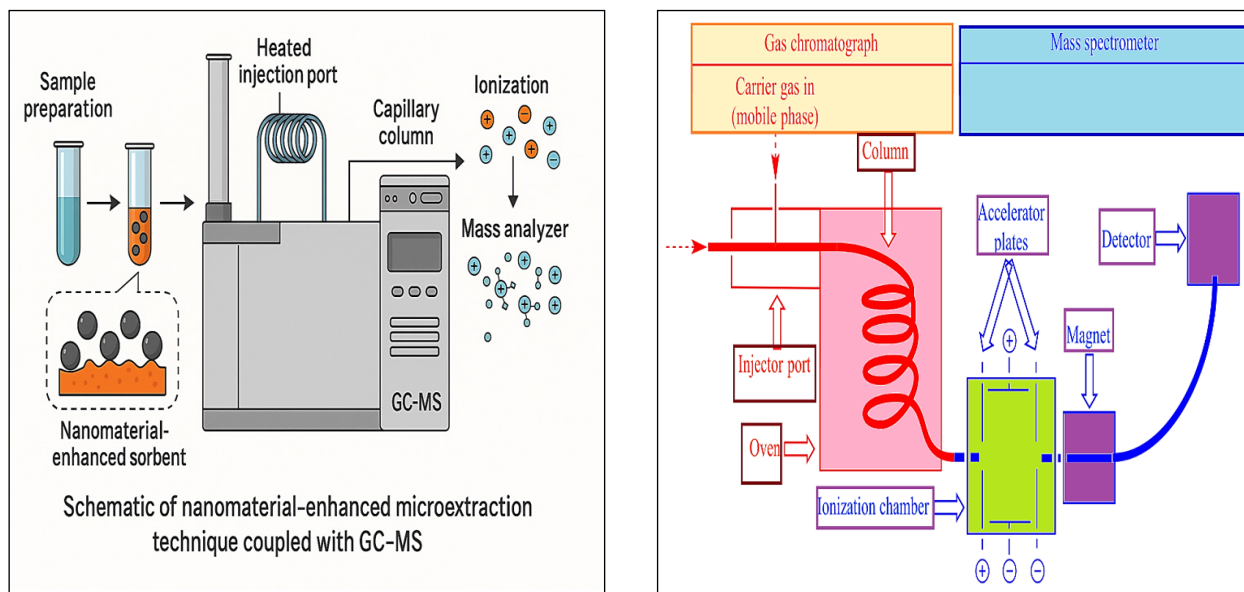 Sample
preparation
Heated
injection port
Capillary
column
Ionization
Mass analyzer
GC-MS
Nanomaterial-
enhanced sorbent
Schematic of nanomaterial-enhanced microextraction
technique coupled with GC-MS
Gas chromatograph
Mass spectrometer
Carrier gas in
(mobile phase)
Column
Accelerator
plates
Detector
Injector port
Magnet
Oven
Ionization chamber